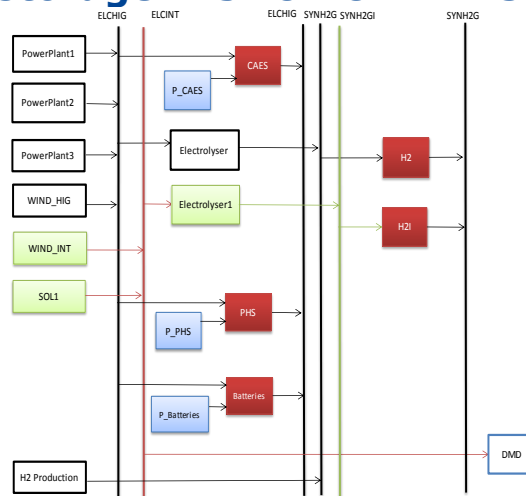 ELCHIG ELCINT ELCHIG SYNH2G SYNH2GI SYNH2G
PowerPlant1
CAES
P_CAES
PowerPlant2
PowerPlant3
Electrolyser
H2
WIND_HIG
Electrolyser1
H2I
WIND_INT
SOL1
PHS
P_PHS
Batteries
P_Batteries
DMD
H2 Production